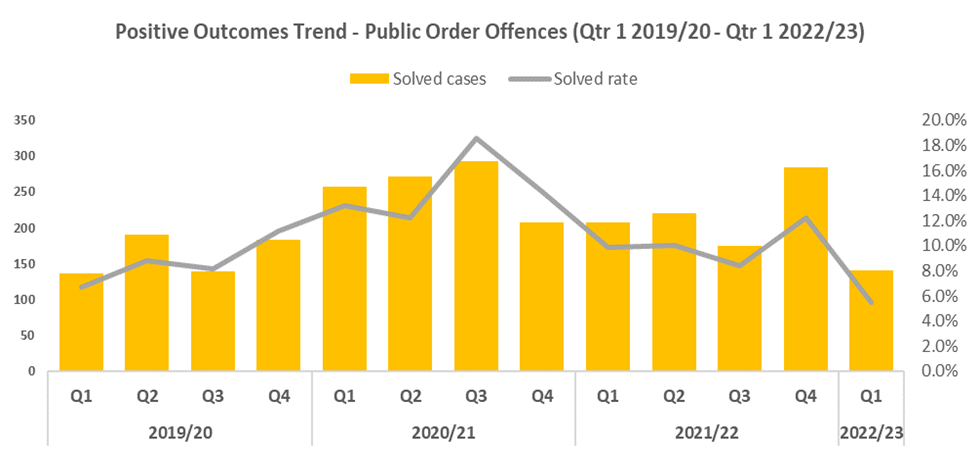 Positive Outcomes Trend - Public Order Offences (Qtr 1 2019/20 - Qtr 1 2022/23)
Solved cases Solved rate
350 20.0%
300 18.0%
250 16.0%
200 14.0%
150 12.0%
100 10.0%
50 8.0%
0 6.0%
4.0%
2.0%
0.0%
Q1 Q2 Q3 Q4 Q1 Q2 Q3 Q4 Q1 Q2 Q3 Q4 Q1
2019/20 2020/21 2021/22 2022/23